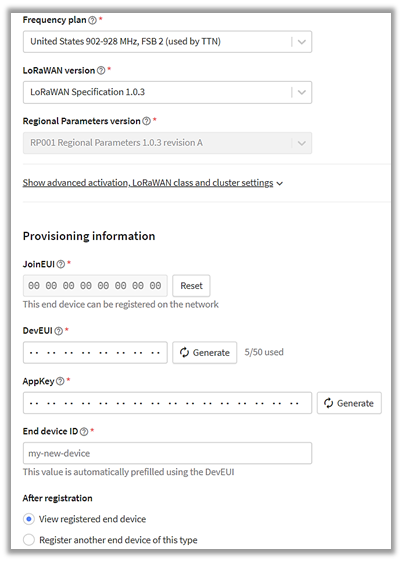 Frequency plan *
United States 902-928 MHz, FSB 2 (used by TTN)
LoRaWAN version *
LoRaWAN Specification 1.0.3
Regional Parameters version *
RP001 Regional Parameters 1.0.3 revision A
Show advanced activation, LoRaWAN class and cluster settings
Provisioning information
JoinEUI *
00 00 00 00 00 00 00 00 Reset
This end device can be registered on the network
DevEUI *
·· ·· ·· ·· ·· ·· ·· ·· Generate 5/50 used
AppKey *
·· ·· ·· ·· ·· ·· ·· ·· ·· ·· ·· ·· ·· ·· ·· ·· Generate
End device ID *
my-new-device
This value is automatically prefilled using the DevEUI
After registration
View registered end device
Register another end device of this type